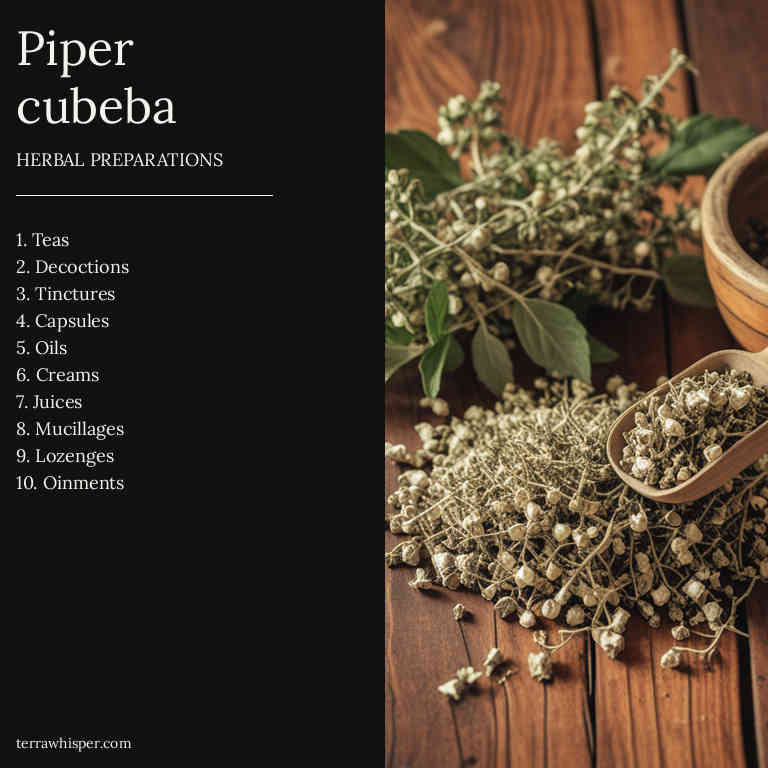 Piper
cubeba
HERBAL PREPARATIONS
1. Teas
2. Decoctions
3. Tinctures
4. Capsules
5. Oils
6. Creams
7. Juices
8. Mucillages
9. Lozenges
10. Oinments
terrawhisper.com